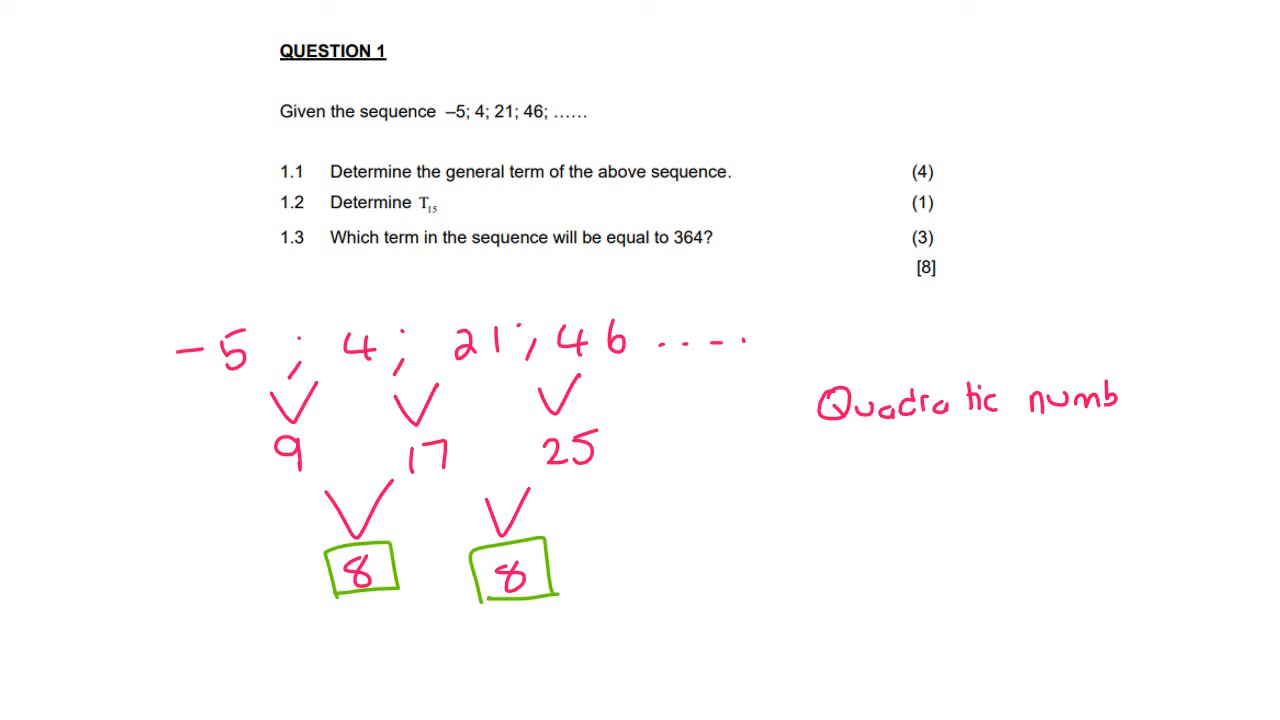 QUESTION 1
Given the sequence –5; 4; 21; 46; ……
1.1 Determine the general term of the above sequence. (4)
1.2 Determine T₁₅ (1)
1.3 Which term in the sequence will be equal to 364? (3)
[8]
-5 ; 4 ; 21 ; 46 ....
Quadratic numb
9 17 25
8 8